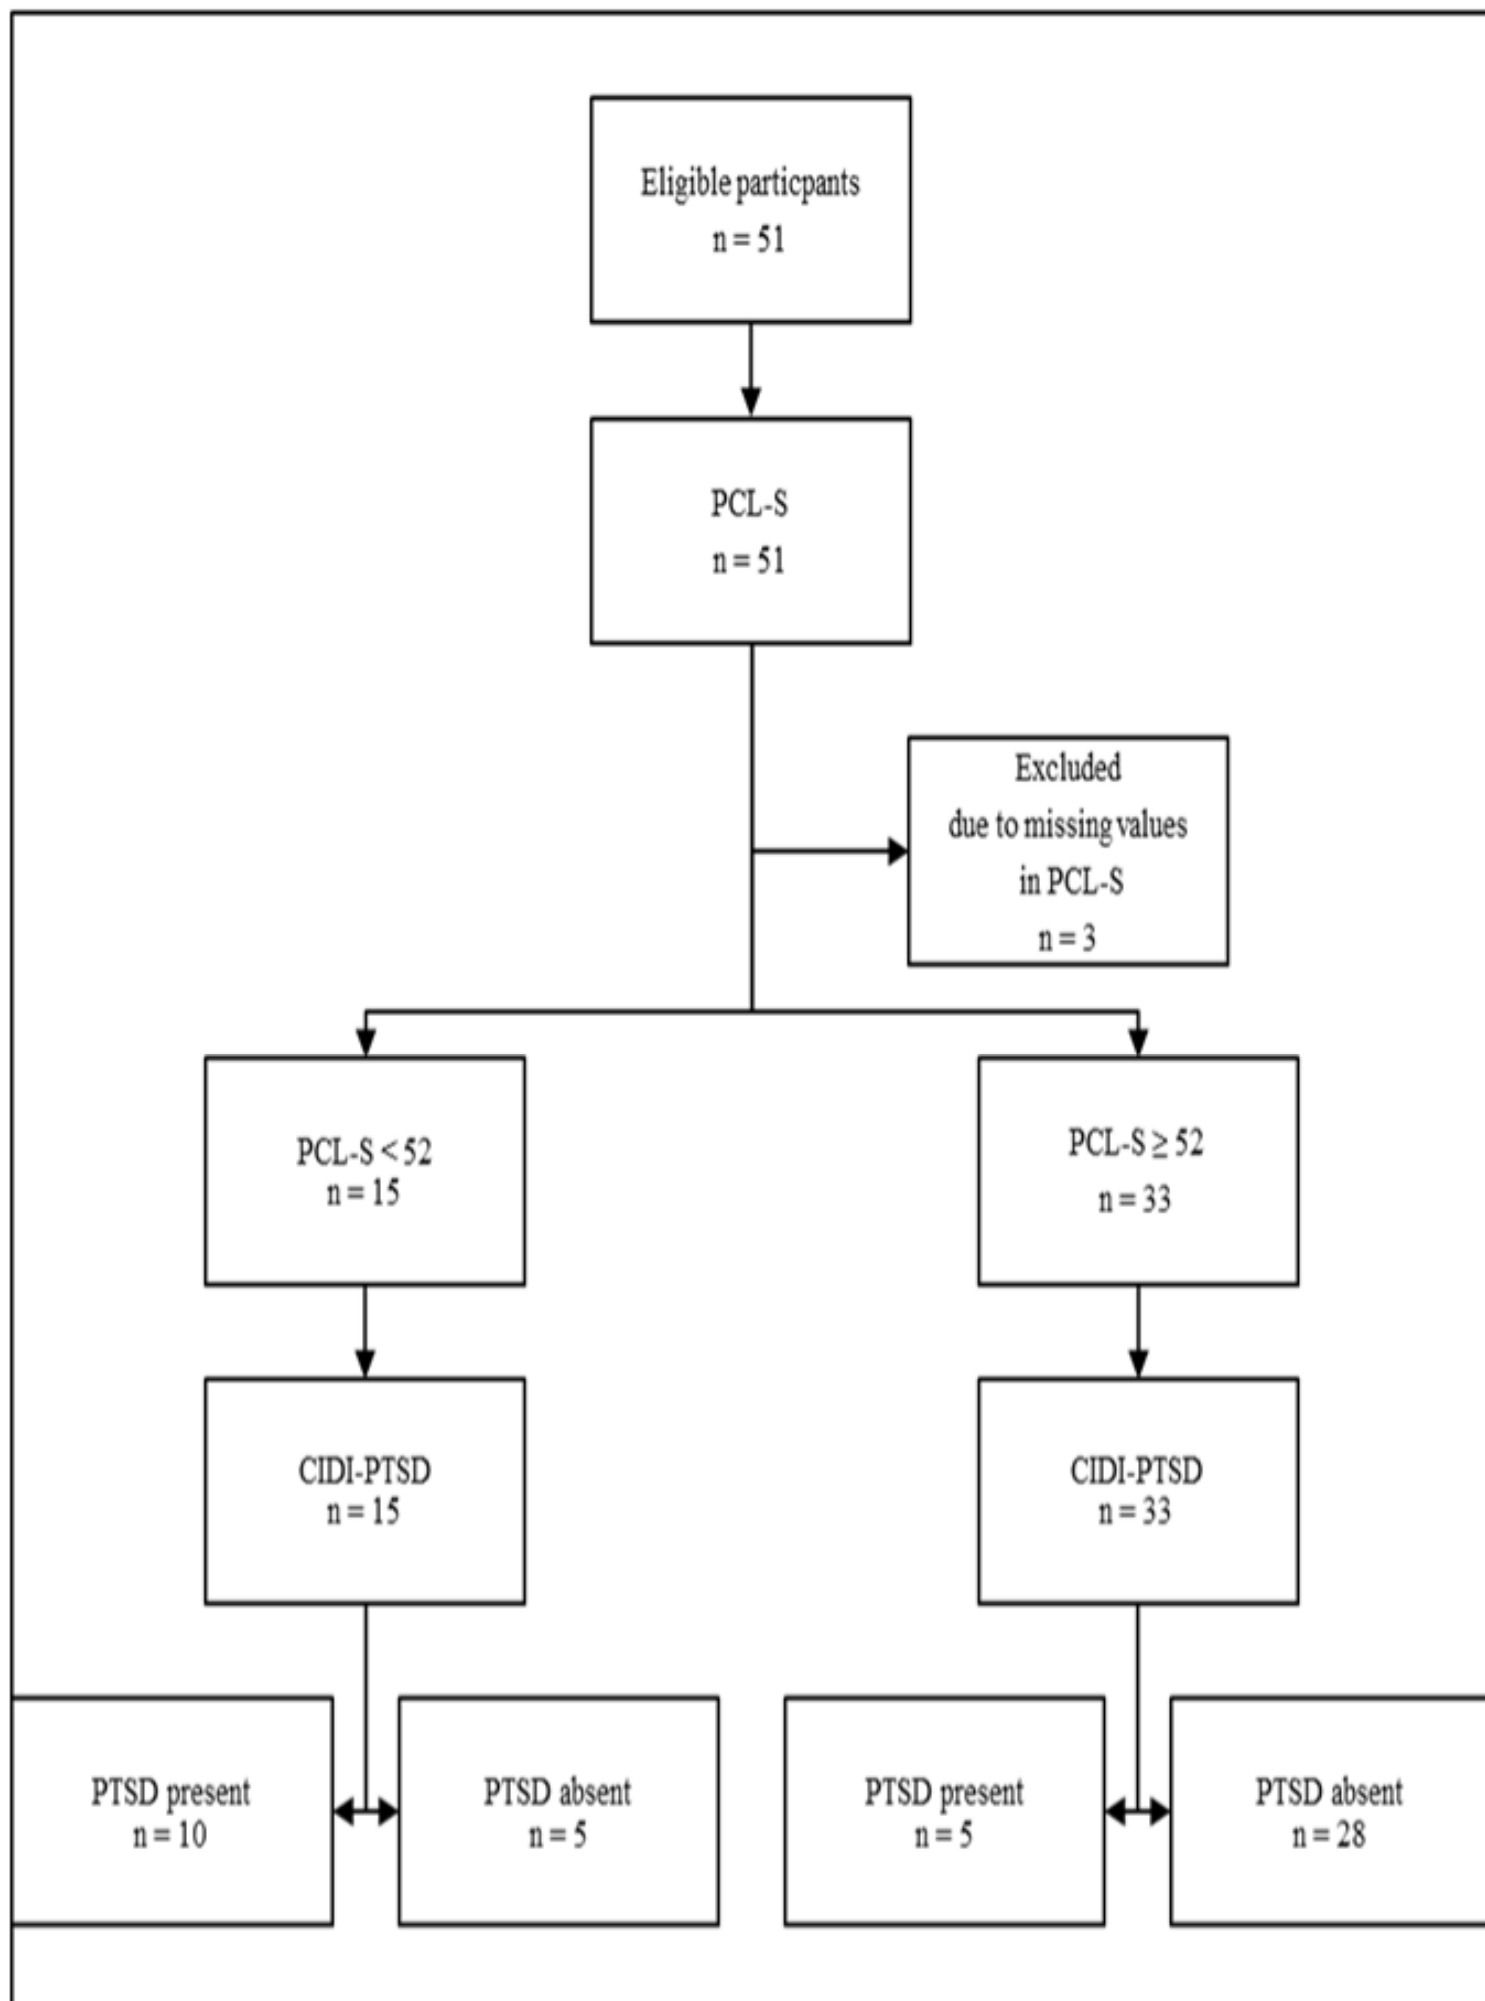 Eligible particpants
n = 51
PCL-S
n = 51
Excluded
due to missing values
in PCL-S
n = 3
PCL-S < 52
n = 15
PCL-S ≥ 52
n = 33
CIDI-PTSD
n = 15
CIDI-PTSD
n = 33
PTSD present
n = 10
PTSD absent
n = 5
PTSD present
n = 5
PTSD absent
n = 28